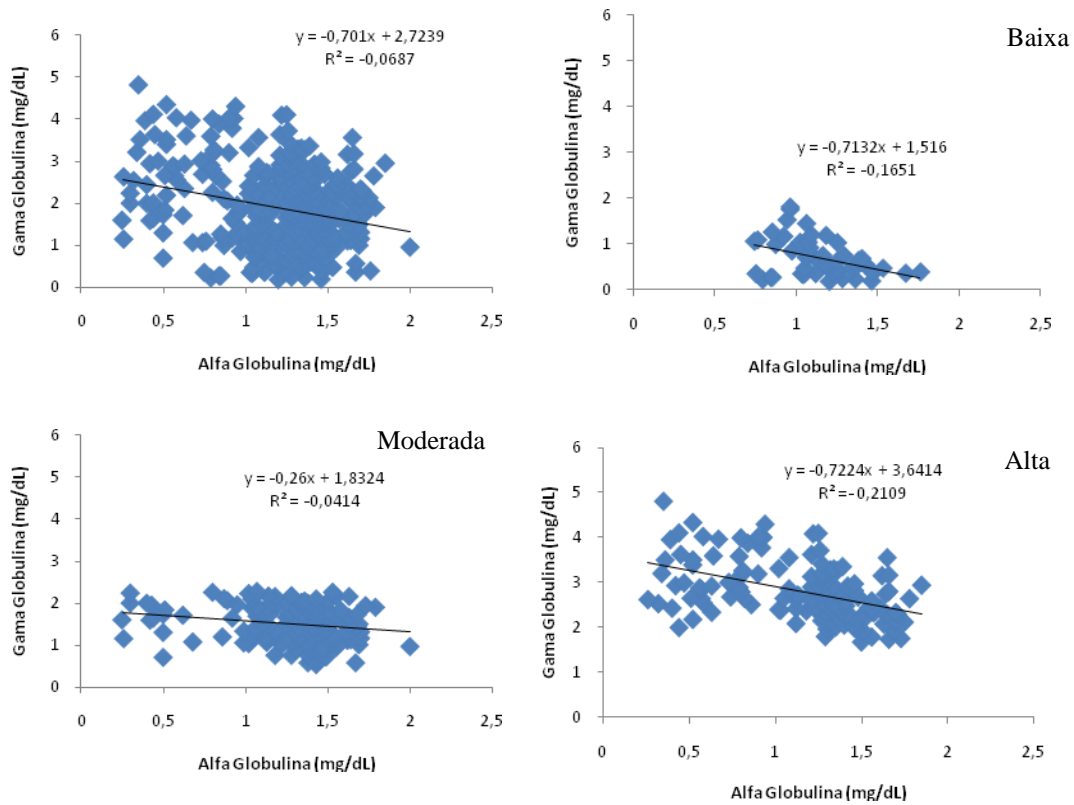 y = -0,701x + 2,7239
R² = -0,0687
Gama Globulina (mg/dL)
6
5
4
3
2
1
0
0 0,5 1 1,5 2 2,5
Alfa Globulina (mg/dL)
Baixa
y = -0,7132x + 1,516
R² = -0,1651
Gama Globulina (mg/dL)
6
5
4
3
2
1
0
0 0,5 1 1,5 2 2,5
Alfa Globulina (mg/dL)
Moderada
y = -0,26x + 1,8324
R² = -0,0414
Gama Globulina (mg/dL)
6
5
4
3
2
1
0
0 0,5 1 1,5 2 2,5
Alfa Globulina (mg/dL)
Alta
y = -0,7224x + 3,6414
R² = - 0,2109
Gama Globulina (mg/dL)
6
5
4
3
2
1
0
0 0,5 1 1,5 2 2,5
Alfa Globulina (mg/dL)